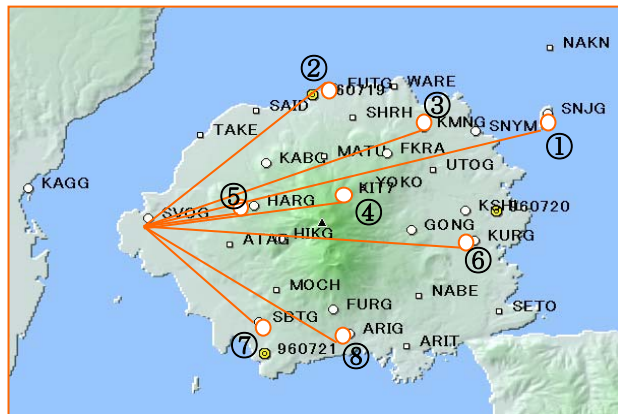 NAKN
②
FUTG
WARE
960719
SAID
SHRH
③
KMNG
SNJG
SNYM
①
TAKE
KABG
MATU
FKRA
UTOG
KAGG
YOKO
KIT7
⑤
HARG
④
SVOG
KSHI
960720
HIKG
GONG
ATAG
KURG
⑥
MOCH
NABE
FURG
SETO
SBTG
ARIG
⑦
960721
⑧
ARIT